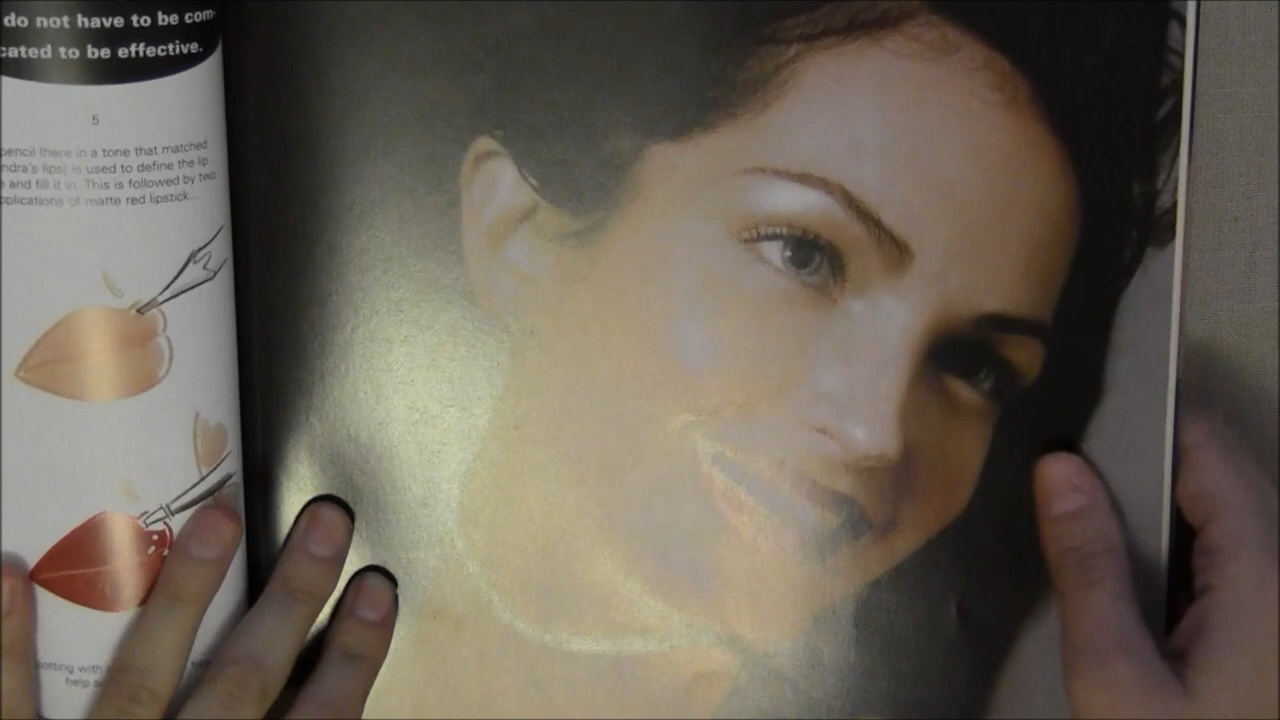 do not have to be com-
cated to be effective.
5
pencil (here in a tone that matched
ndra's lips) is used to define the lip
and fill it in. This is followed by two
pplications of matte red lipstick....
otting with
help